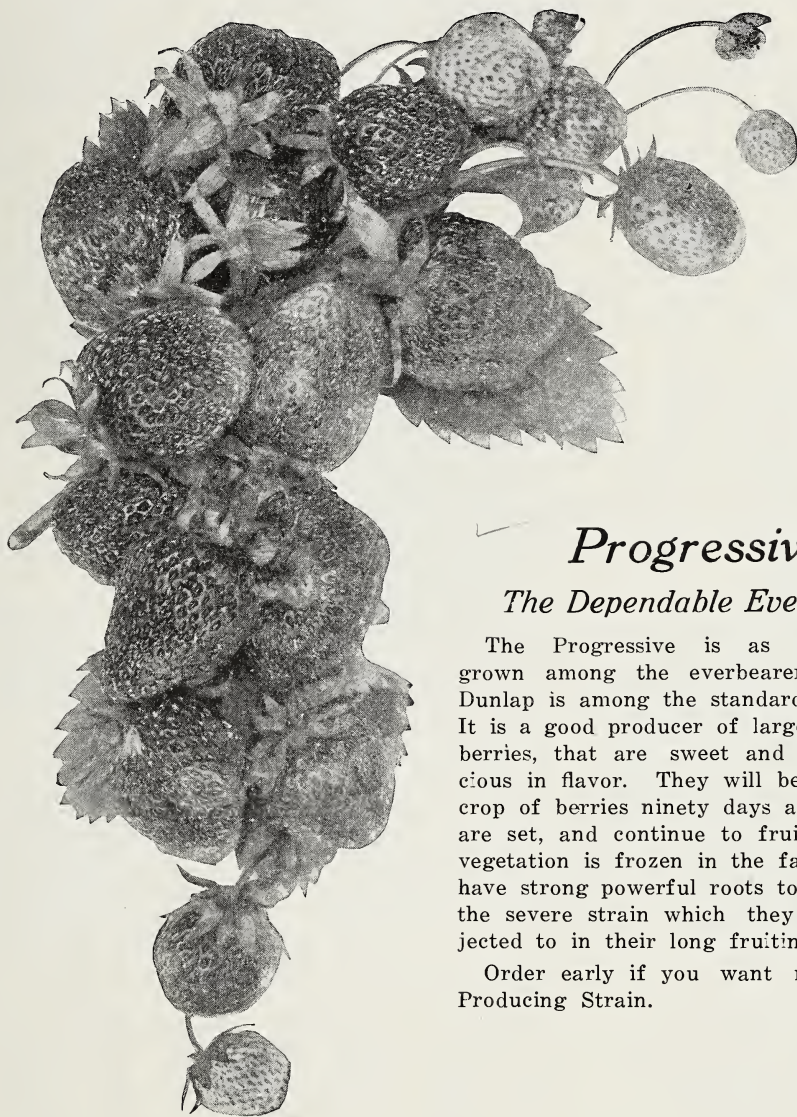 Progressiv
The Dependable Eve
The Progressive is as
grown among the everbearer
Dunlap is among the standard
It is a good producer of larg
berries, that are sweet and
cious in flavor. They will be
crop of berries ninety days a
are set, and continue to frui
vegetation is frozen in the fa
have strong powerful roots to
the severe strain which they
jected to in their long fruitin
Order early if you want
Producing Strain.